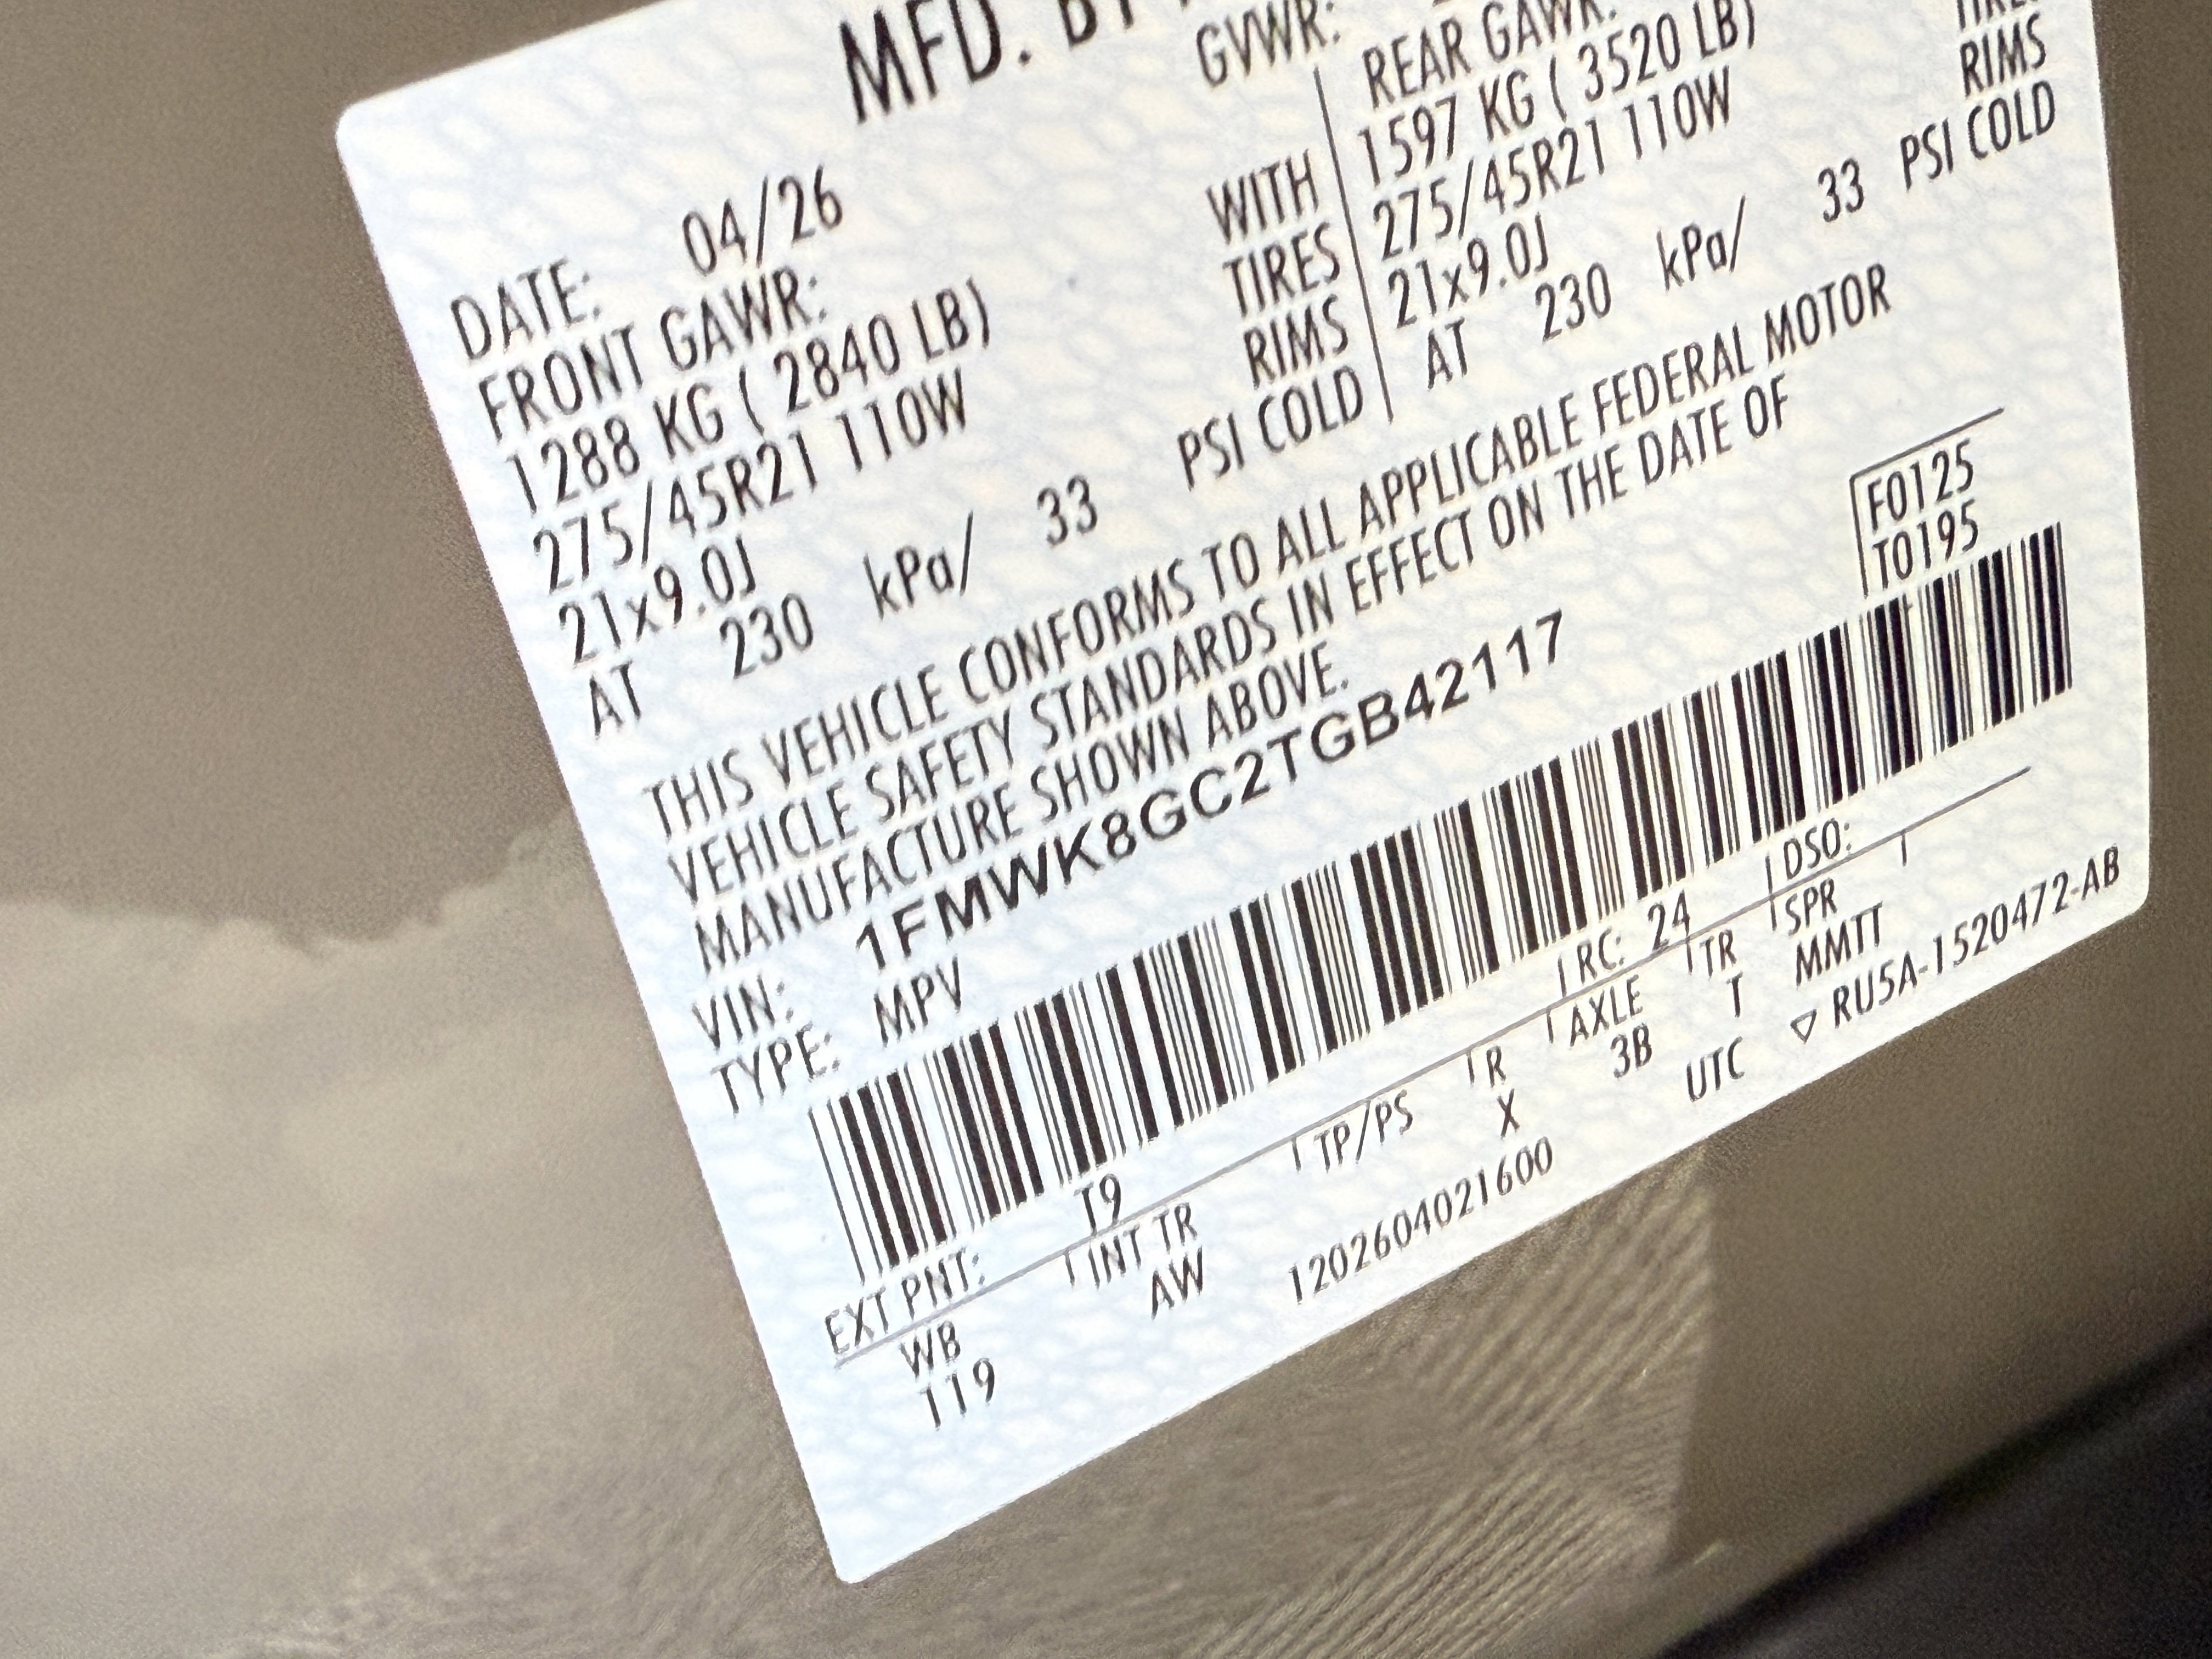 MFD. BY
GVWR:
DATE: 04/26
FRONT GAWR:
1288 KG ( 2840 LB) WITH
275/45R21 110W TIRES
21x9.0J RIMS
AT 230 kPa/ 33 PSI COLD
REAR GAWR:
1597 KG ( 3520 LB)
275/45R21 110W TIRES
21x9.0J RIMS
AT 230 kPa/ 33 PSI COLD
THIS VEHICLE CONFORMS TO ALL APPLICABLE FEDERAL MOTOR
VEHICLE SAFETY STANDARDS IN EFFECT ON THE DATE OF
MANUFACTURE SHOWN ABOVE.
VIN: 1FMWK8GC2TGB42117
TYPE: MPV
F0125
T0195
EXT PNT: T9 RC: 24 DSO:
WB INT TR TP/PS R AXLE TR SPR
119 AW X 3B T MMTT
1202604021600 UTC ▽ RU5A-1520472-AB